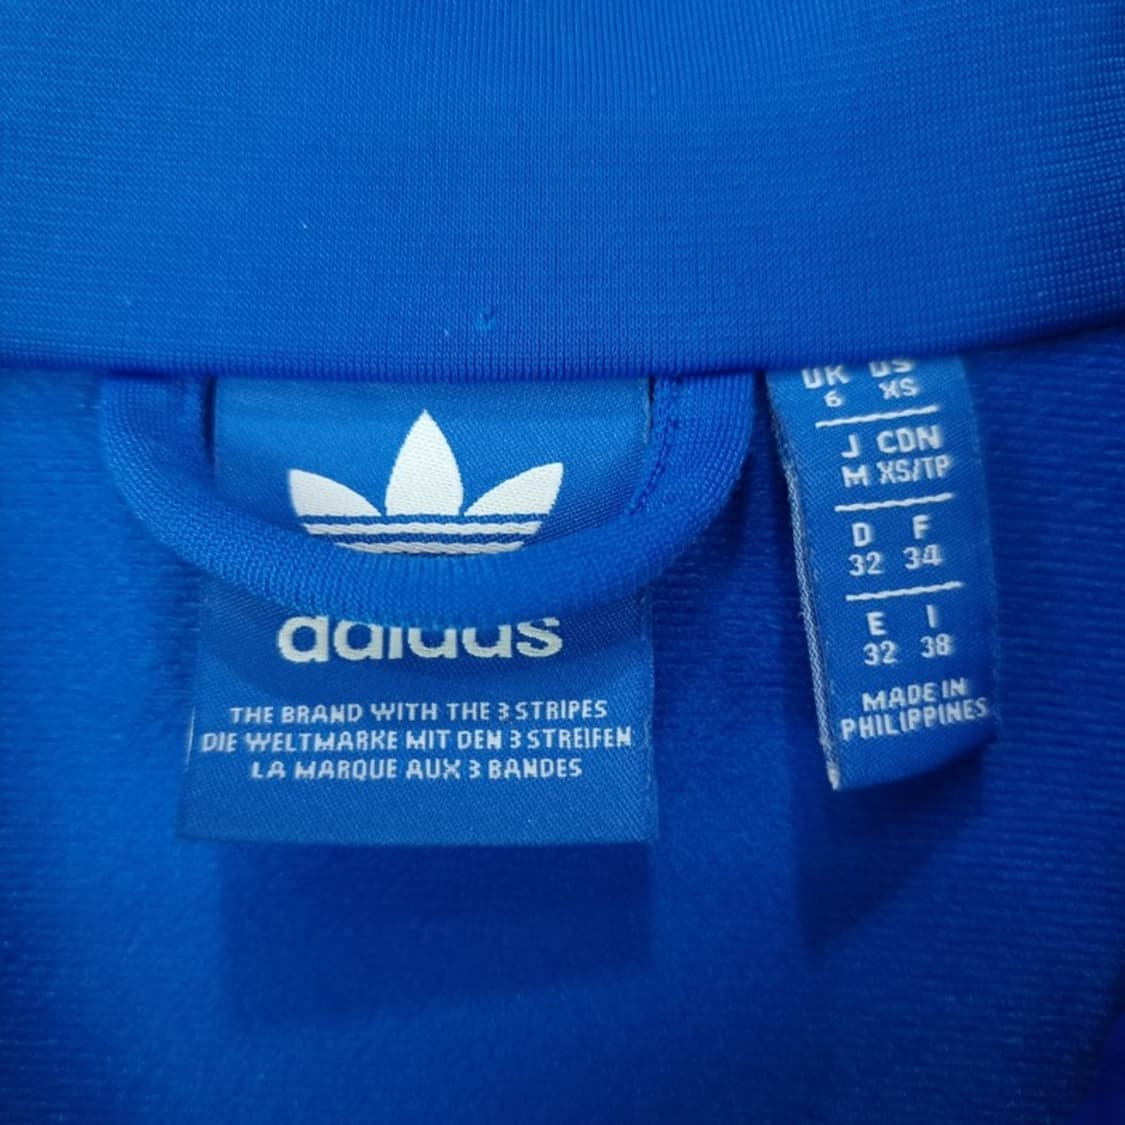 adidas
THE BRAND WITH THE 3 STRIPES
DIE WELTMARKE MIT DEN 3 STREIFEN
LA MARQUE AUX 3 BANDES
UK US
6 XS
J CDN
M XS/TP
D F
32 34
E I
32 38
MADE IN
PHILIPPINES